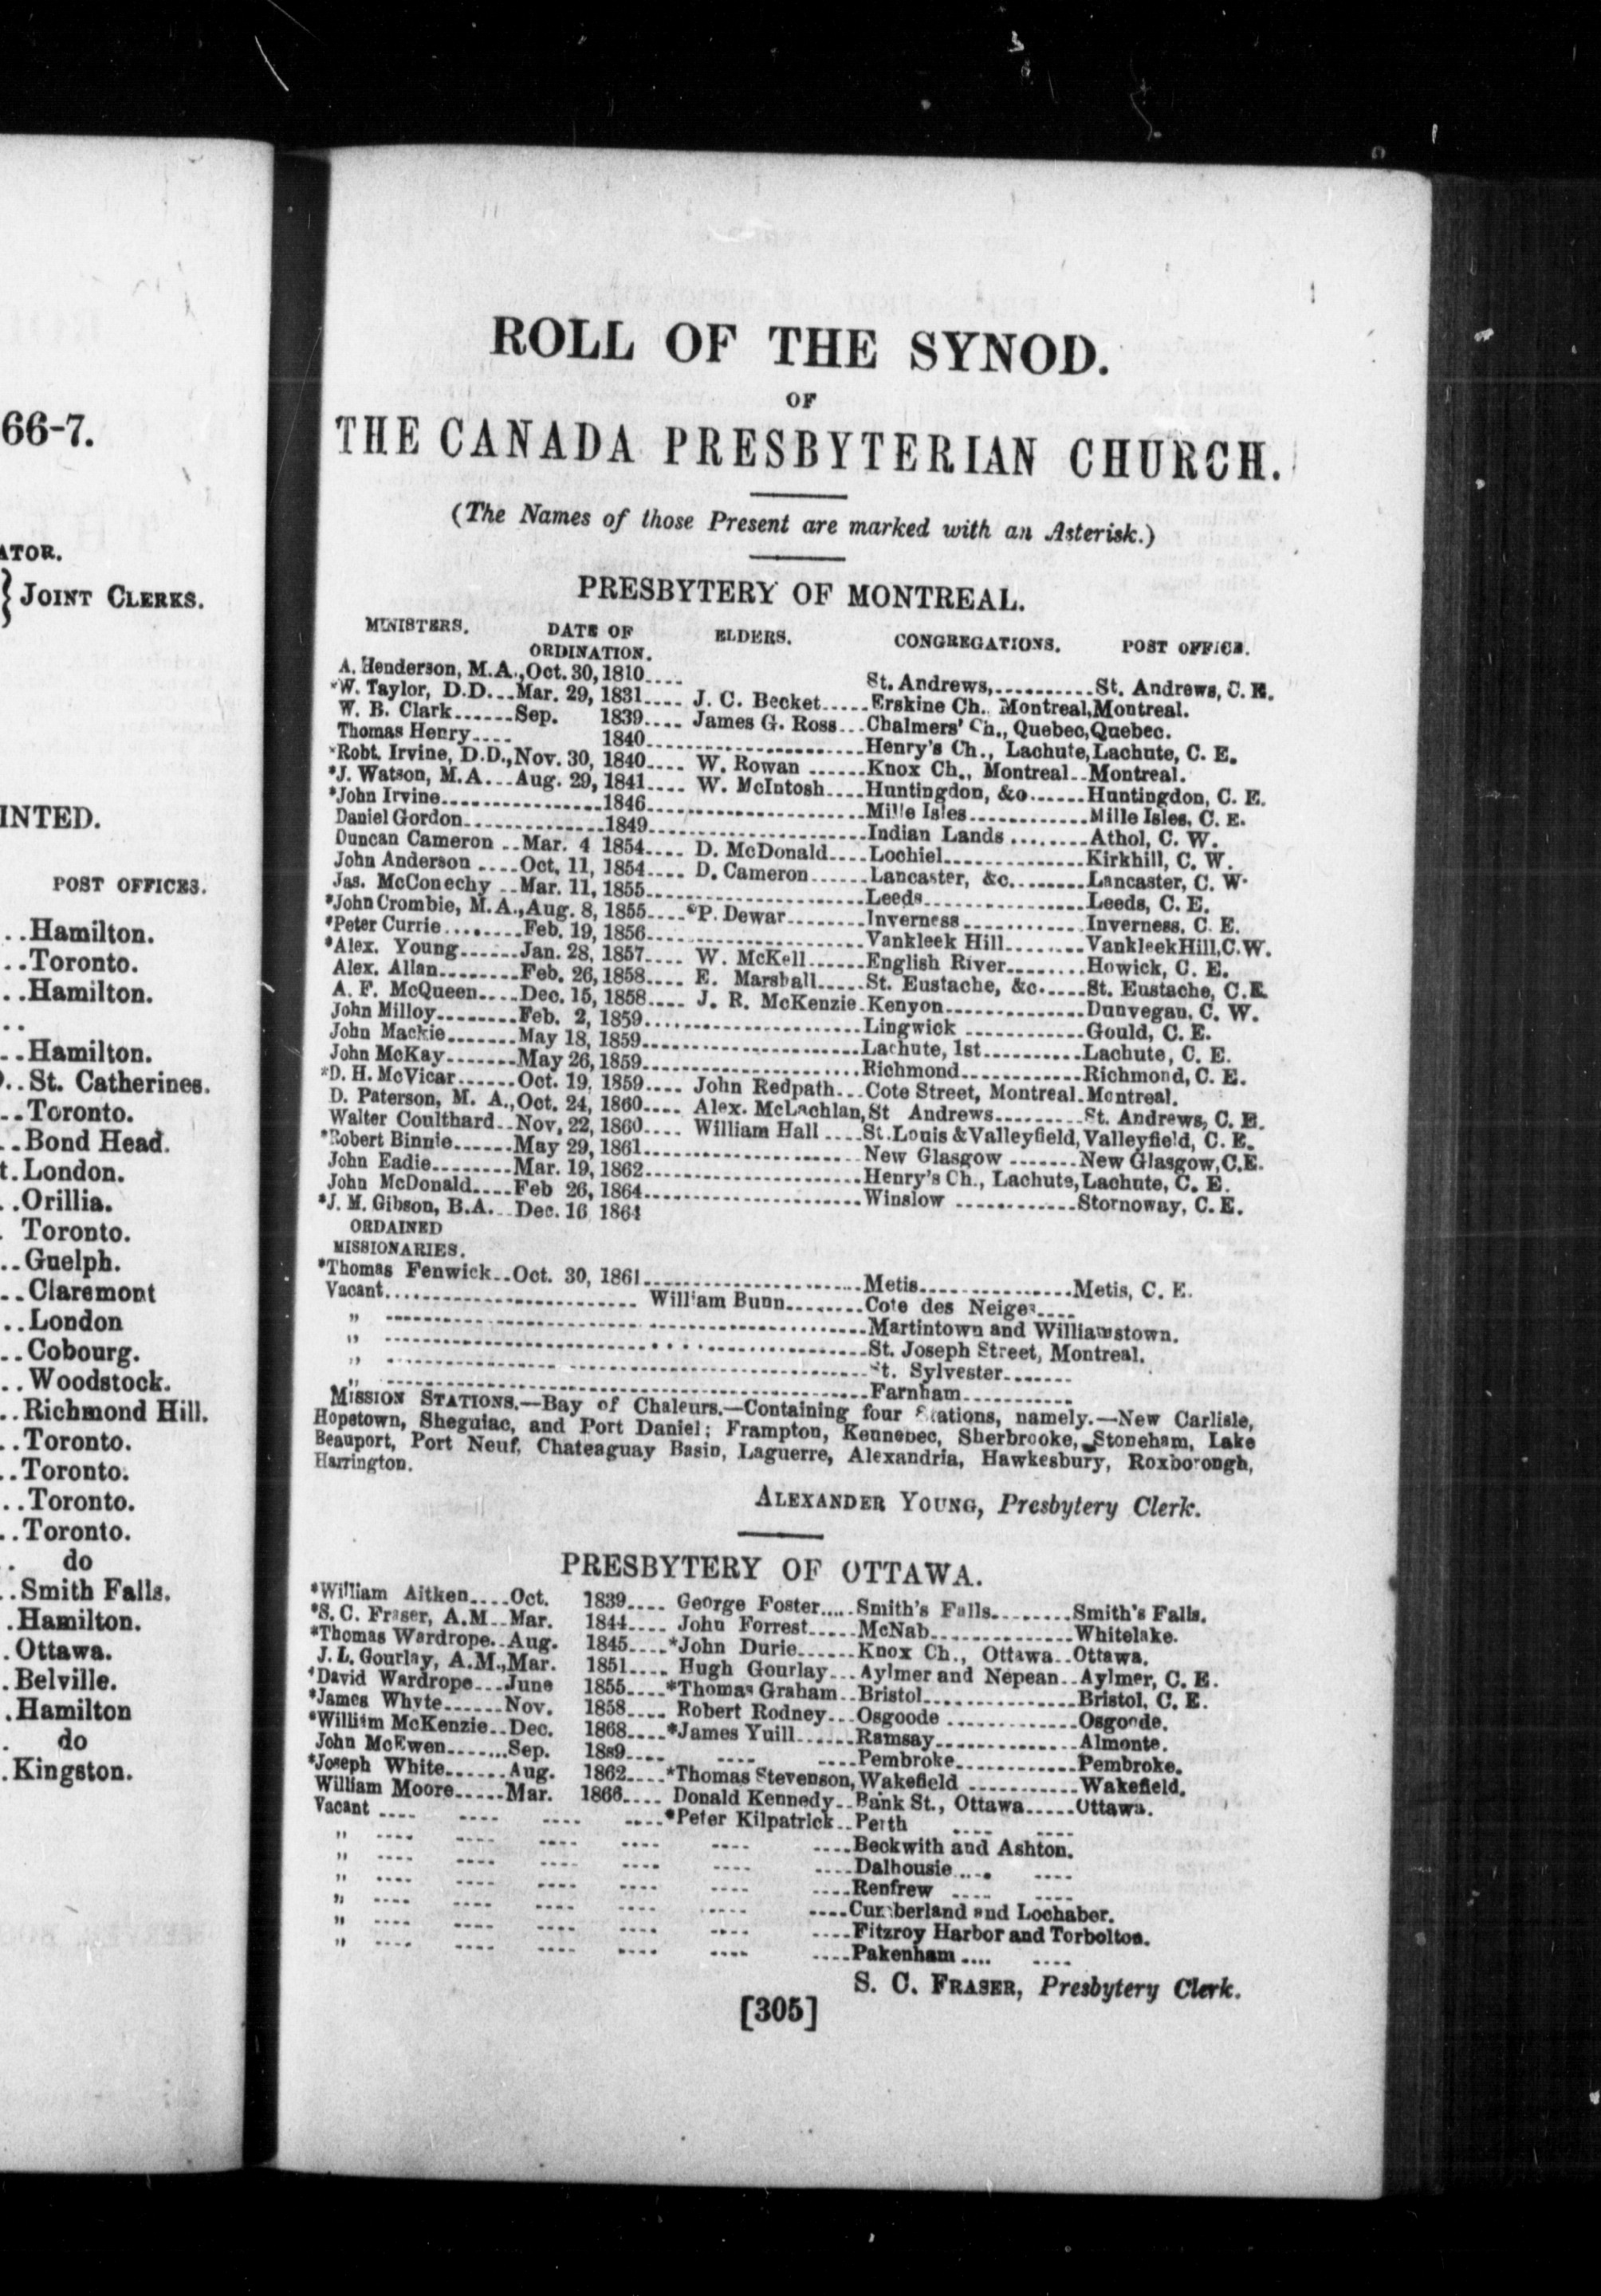 66-7.
ATOR.
} JOINT CLERKS.
INTED.
POST OFFICES.
..Hamilton.
..Toronto.
..Hamilton.
..
..Hamilton.
..St. Catherines.
..Toronto.
..Bond Head.
t.London.
..Orillia.
. Toronto.
..Guelph.
..Claremont
..London
..Cobourg.
..Woodstock.
..Richmond Hill.
..Toronto.
..Toronto.
..Toronto.
..Toronto.
.. do
..Smith Falls.
.Hamilton.
.Ottawa.
.Belville.
.Hamilton
. do
.Kingston.
ROLL OF THE SYNOD.
OF
THE CANADA PRESBYTERIAN CHURCH.
(The Names of those Present are marked with an Asterisk.)
PRESBYTERY OF MONTREAL.
MINISTERS. DATE OF ORDINATION. ELDERS. CONGREGATIONS. POST OFFICE.
A. Henderson, M.A.,Oct. 30, 1810.... St. Andrews,..........St. Andrews, C. E.
*W. Taylor, D.D...Mar. 29, 1831.... J. C. Becket.....Erskine Ch. Montreal,Montreal.
W. B. Clark......Sep. 1839.... James G. Ross...Chalmers' Ch., Quebec,Quebec.
Thomas Henry.... 1840......................Henry's Ch., Lachute,Lachute, C. E.
*Robt. Irvine, D.D.,Nov. 30, 1840.... W. Rowan ......Knox Ch., Montreal..Montreal.
*J. Watson, M.A...Aug. 29, 1841.... W. McIntosh....Huntingdon, &c......Huntingdon, C. E.
*John Irvine................1846......................Mille Isles............Mille Isles, C. E.
Daniel Gordon..............1849......................Indian Lands ........Athol, C. W.
Duncan Cameron ..Mar. 4 1854.... D. McDonald....Lochiel..............Kirkhill, C. W.
John Anderson ....Oct, 11, 1854.... D. Cameron......Lancaster, &c........Lancaster, C. W.
Jas. McConechy ..Mar. 11, 1855......................Leeds................Leeds, C. E.
*John Crombie, M.A.,Aug. 8, 1855....*P. Dewar........Inverness............Inverness, C. E.
*Peter Currie........Feb. 19, 1856......................Vankleek Hill........VankleekHill,C.W.
*Alex. Young......Jan. 28, 1857.... W. McKell......English River........Howick, C. E.
Alex. Allan........Feb. 26, 1858.... E. Marshall.....St. Eustache, &c.....St. Eustache, C.E.
A. F. McQueen....Dec. 15, 1858.... J. R. McKenzie.Kenyon..............Dunvegan, C. W.
John Milloy........Feb. 2, 1859......................Lingwick ............Gould, C. E.
John Mackie.......May 18, 1859......................Lachute, 1st..........Lachute, C. E.
John McKay.......May 26, 1859......................Richmond............Richmond, C. E.
*D. H. McVicar......Oct. 19, 1859.... John Redpath...Cote Street, Montreal.Montreal.
D. Paterson, M. A.,Oct. 24, 1860.... Alex. McLachlan,St Andrews.........St. Andrews, C. E.
Walter Coulthard..Nov. 22, 1860.... William Hall ....St.Louis &Valleyfield,Valleyfield, C. E.
*Robert Binnie......May 29, 1861......................New Glasgow .......New Glasgow,C.E.
John Eadie........Mar. 19, 1862......................Henry's Ch., Lachute,Lachute, C. E.
John McDonald....Feb 26, 1864......................Winslow ............Stornoway, C. E.
*J. M. Gibson, B.A...Dec. 16 1864
ORDAINED
MISSIONARIES.
*Thomas Fenwick..Oct. 30, 1861......................Metis................Metis, C. E.
Vacant.......................... William Bunn........Cote des Neiges....
" ..........................................Martintown and Williamstown.
" ..........................................St. Joseph Street, Montreal.
" ..........................................St. Sylvester.......
" ..........................................Farnham............
MISSION STATIONS.—Bay of Chaleurs.—Containing four Stations, namely.—New Carlisle,
Hopetown, Sheguiac, and Port Daniel; Frampton, Kennebec, Sherbrooke, Stoneham, Lake
Beauport, Port Neuf, Chateaguay Basin, Laguerre, Alexandria, Hawkesbury, Roxborongh,
Harrington.
ALEXANDER YOUNG, Presbytery Clerk.
PRESBYTERY OF OTTAWA.
*William Aitken....Oct. 1839.... George Foster.....Smith's Falls........Smith's Falls.
*S. C. Fraser, A.M..Mar. 1844.... John Forrest.....McNab..............Whitelake.
*Thomas Wardrope..Aug. 1845....*John Durie......Knox Ch., Ottawa..Ottawa.
J. L. Gourlay, A.M.,Mar. 1851.... Hugh Gourlay...Aylmer and Nepean..Aylmer, C. E.
*David Wardrope...June 1855....*Thomas Graham..Bristol...............Bristol, C. E.
*James Whyte......Nov. 1858.... Robert Rodney...Osgoode .............Osgoode.
*William McKenzie..Dec. 1868....*James Yuill......Ramsay..............Almonte.
John McEwen.......Sep. 1889.... .... ....Pembroke............Pembroke.
*Joseph White......Aug. 1862....*Thomas Stevenson,Wakefield ...........Wakefield.
William Moore.....Mar. 1866.... Donald Kennedy..Bank St., Ottawa.....Ottawa.
Vacant .... .... .... ....*Peter Kilpatrick..Perth .... ....
" .... .... .... .... .... ....Beckwith and Ashton.
" .... .... .... .... .... ....Dalhousie..... ....
" .... .... .... .... .... ....Renfrew .... ....
" .... .... .... .... .... ....Cumberland and Lochaber.
" .... .... .... .... .... ....Fitzroy Harbor and Torbolton.
" .... .... .... .... .... ....Pakenham.... ....
S. C. FRASER, Presbytery Clerk.
[305]